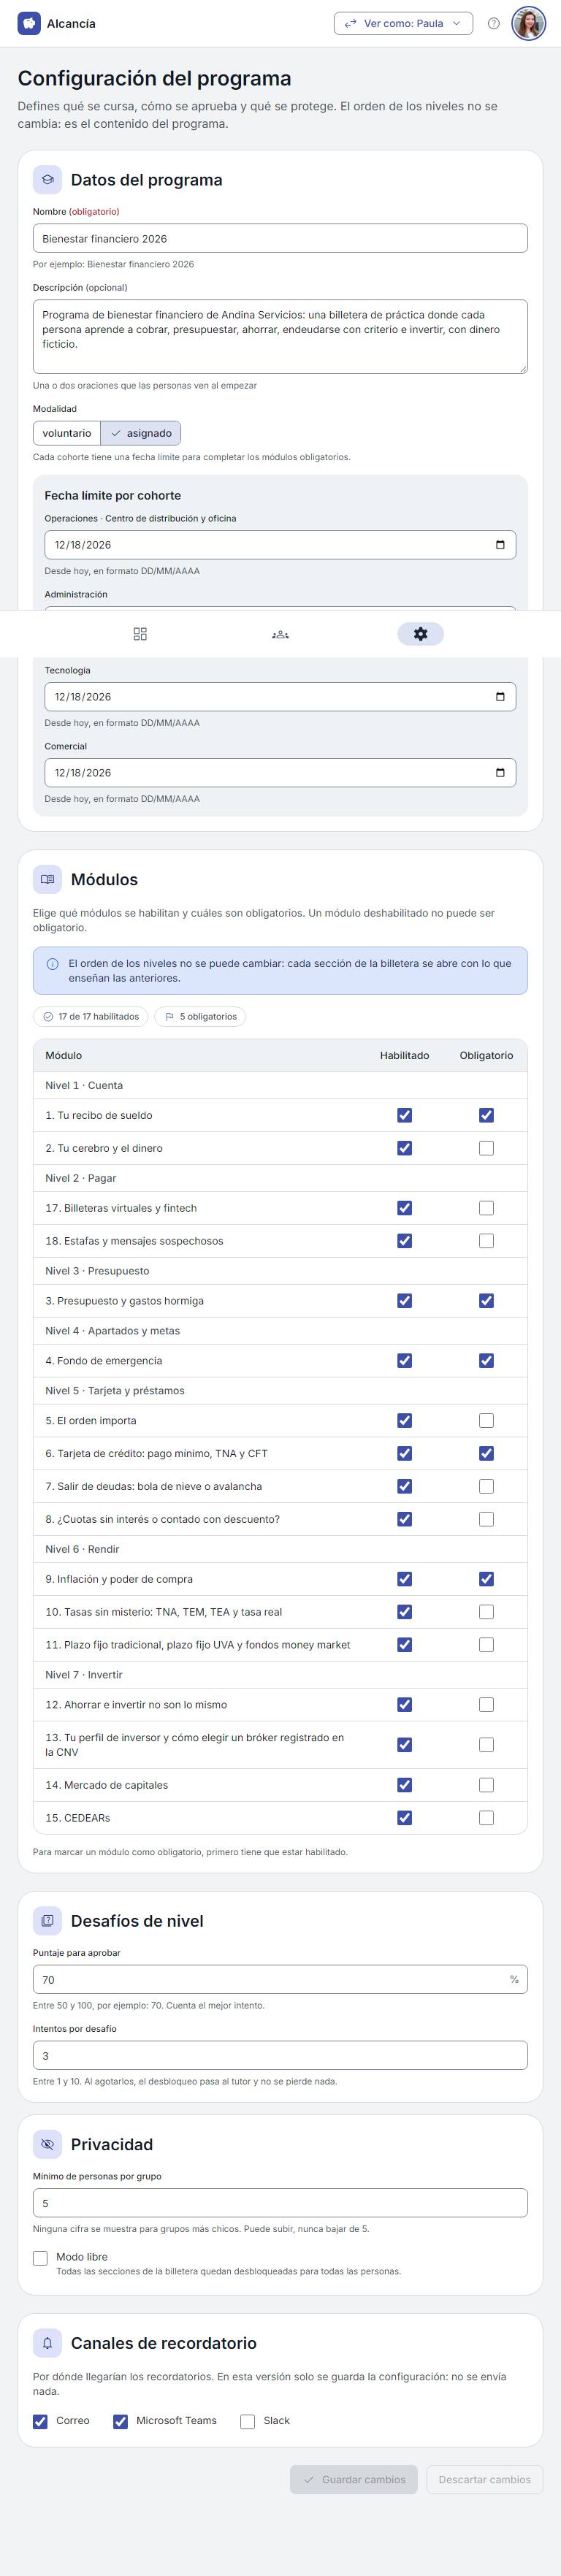 Alcancía
Ver como: Paula
Configuración del programa
Defines qué se cursa, cómo se aprueba y qué se protege. El orden de los niveles no se
cambia: es el contenido del programa.
Datos del programa
Nombre (obligatorio)
Bienestar financiero 2026
Por ejemplo: Bienestar financiero 2026
Descripción (opcional)
Programa de bienestar financiero de Andina Servicios: una billetera de práctica donde cada
persona aprende a cobrar, presupuestar, ahorrar, endeudarse con criterio e invertir, con dinero
ficticio.
Una o dos oraciones que las personas ven al empezar
Modalidad
voluntario
asignado
Cada cohorte tiene una fecha límite para completar los módulos obligatorios.
Fecha límite por cohorte
Operaciones · Centro de distribución y oficina
12/18/2026
Desde hoy, en formato DD/MM/AAAA
Administración
Tecnología
12/18/2026
Desde hoy, en formato DD/MM/AAAA
Comercial
12/18/2026
Desde hoy, en formato DD/MM/AAAA
Módulos
Elige qué módulos se habilitan y cuáles son obligatorios. Un módulo deshabilitado no puede ser
obligatorio.
El orden de los niveles no se puede cambiar: cada sección de la billetera se abre con lo que
enseñan las anteriores.
17 de 17 habilitados
5 obligatorios
Módulo Habilitado Obligatorio
Nivel 1 · Cuenta
1. Tu recibo de sueldo
2. Tu cerebro y el dinero
Nivel 2 · Pagar
17. Billeteras virtuales y fintech
18. Estafas y mensajes sospechosos
Nivel 3 · Presupuesto
3. Presupuesto y gastos hormiga
Nivel 4 · Apartados y metas
4. Fondo de emergencia
Nivel 5 · Tarjeta y préstamos
5. El orden importa
6. Tarjeta de crédito: pago mínimo, TNA y CFT
7. Salir de deudas: bola de nieve o avalancha
8. ¿Cuotas sin interés o contado con descuento?
Nivel 6 · Rendir
9. Inflación y poder de compra
10. Tasas sin misterio: TNA, TEM, TEA y tasa real
11. Plazo fijo tradicional, plazo fijo UVA y fondos money market
Nivel 7 · Invertir
12. Ahorrar e invertir no son lo mismo
13. Tu perfil de inversor y cómo elegir un bróker registrado en
la CNV
14. Mercado de capitales
15. CEDEARs
Para marcar un módulo como obligatorio, primero tiene que estar habilitado.
Desafíos de nivel
Puntaje para aprobar
70 %
Entre 50 y 100, por ejemplo: 70. Cuenta el mejor intento.
Intentos por desafío
3
Entre 1 y 10. Al agotarlos, el desbloqueo pasa al tutor y no se pierde nada.
Privacidad
Mínimo de personas por grupo
5
Ninguna cifra se muestra para grupos más chicos. Puede subir, nunca bajar de 5.
Modo libre
Todas las secciones de la billetera quedan desbloqueadas para todas las personas.
Canales de recordatorio
Por dónde llegarían los recordatorios. En esta versión solo se guarda la configuración: no se envía
nada.
Correo
Microsoft Teams
Slack
Guardar cambios
Descartar cambios